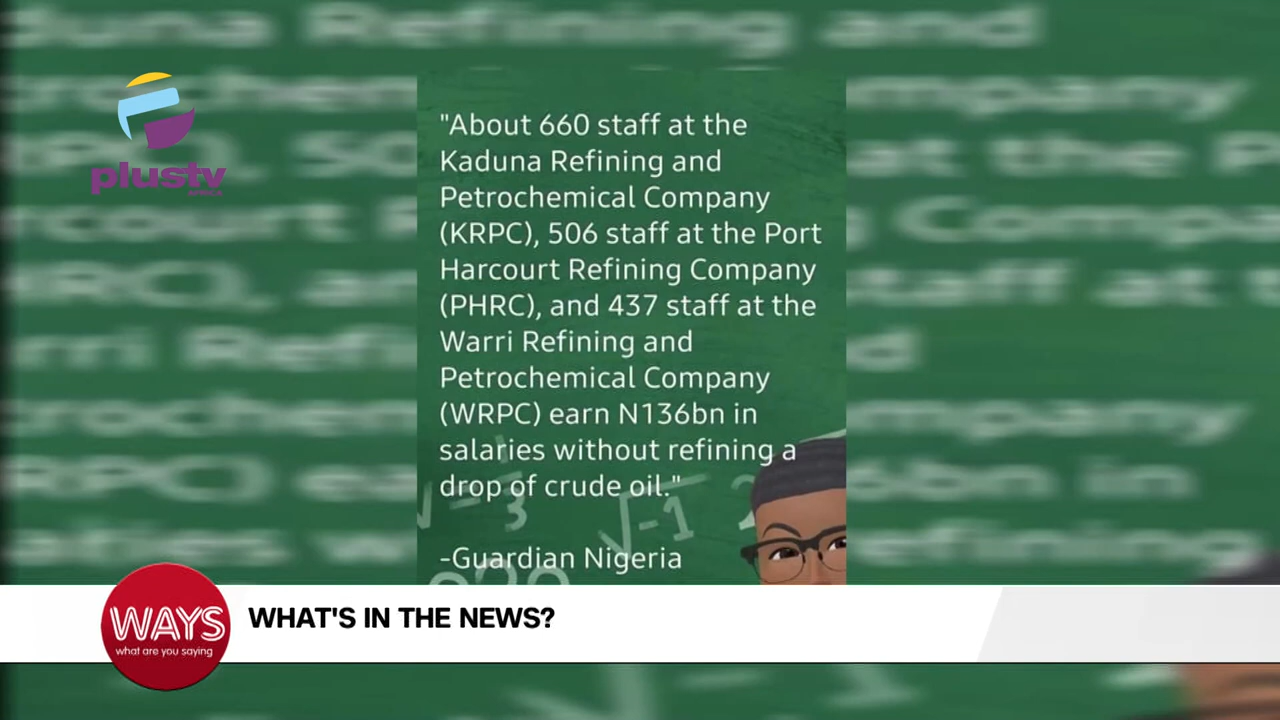 plustv
AFRICA
"About 660 staff at the
Kaduna Refining and
Petrochemical Company
(KRPC), 506 staff at the Port
Harcourt Refining Company
(PHRC), and 437 staff at the
Warri Refining and
Petrochemical Company
(WRPC) earn N136bn in
salaries without refining a
drop of crude oil."
-Guardian Nigeria
WAYS
what are you saying
WHAT'S IN THE NEWS?